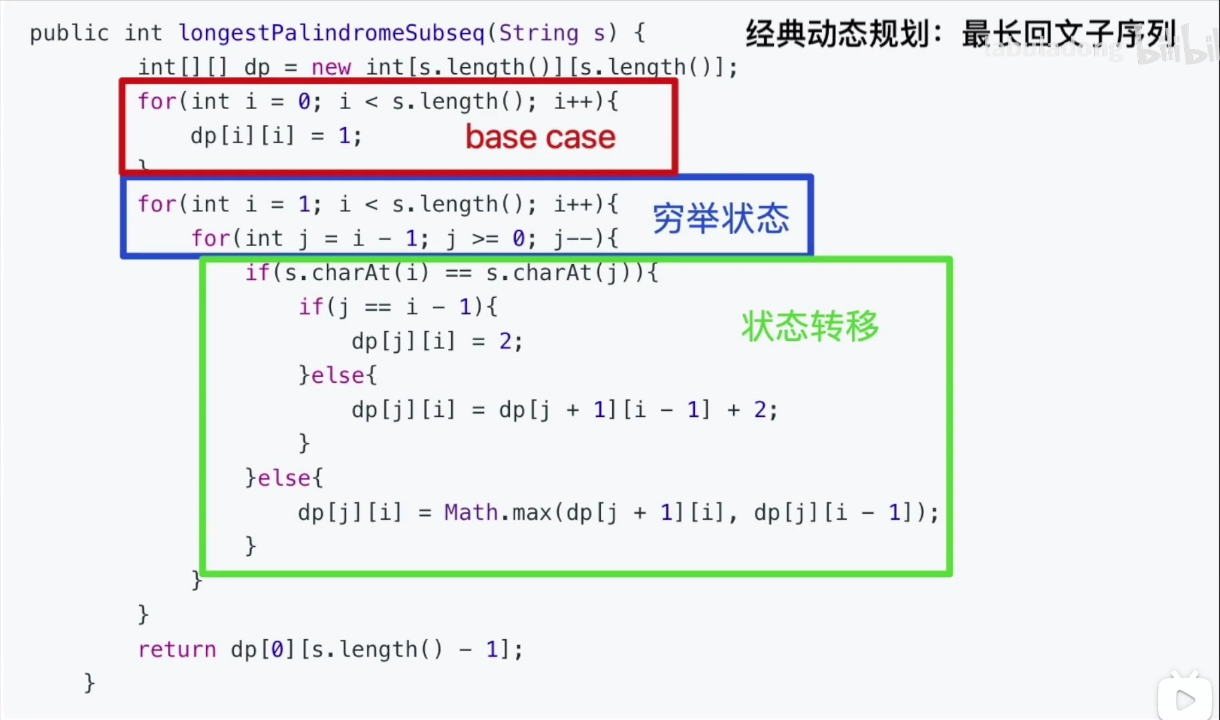 public int longestPalindromeSubseq(String s) {
经典动态规划：最长回文子序列
labuladong bilibili
int[][] dp = new int[s.length()][s.length()];
for(int i = 0; i < s.length(); i++){
dp[i][i] = 1;
base case
}
for(int i = 1; i < s.length(); i++){
穷举状态
for(int j = i - 1; j >= 0; j--){
if(s.charAt(i) == s.charAt(j)){
if(j == i - 1){
状态转移
dp[j][i] = 2;
}else{
dp[j][i] = dp[j + 1][i - 1] + 2;
}
}else{
dp[j][i] = Math.max(dp[j + 1][i], dp[j][i - 1]);
}
}
}
return dp[0][s.length() - 1];
}